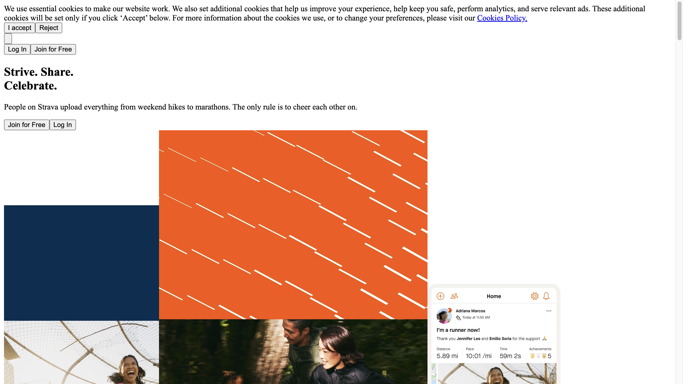 We use essential cookies to make our website work. We also set additional cookies that help us improve your experience, help keep you safe, perform analytics, and serve relevant ads. These additional
cookies will be set only if you click 'Accept' below. For more information about the cookies we use, or to change your preferences, please visit our Cookies Policy.
I accept Reject
Log In Join for Free
Strive. Share.
Celebrate.
People on Strava upload everything from weekend hikes to marathons. The only rule is to cheer each other on.
Join for Free Log In
Home
Adriana Marcos
Today at 11:50 AM
I'm a runner now!
Thank you Jennifer Lea and Emilie Soria for the support
Distance Pace Time Achievements
5.89 mi 10:01 /mi 59m 2s 5